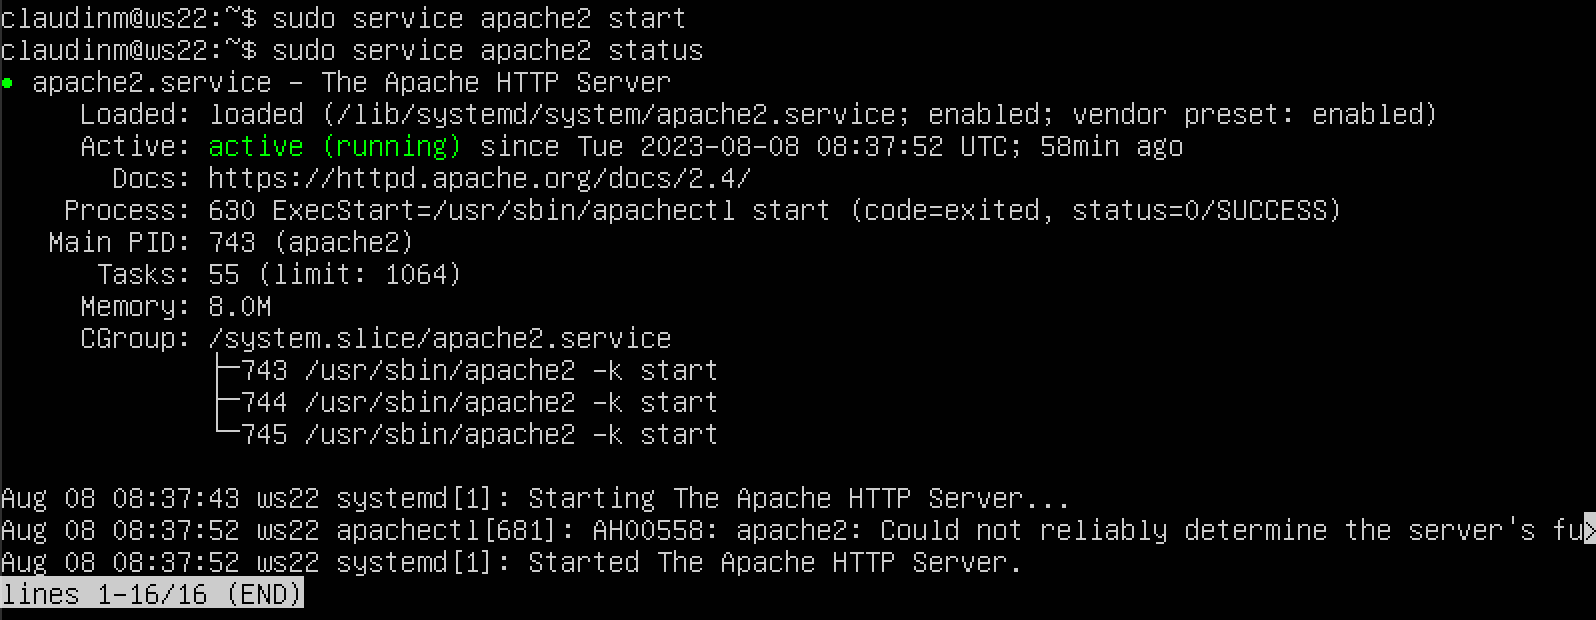 claudinm@ws22:~$ sudo service apache2 start
claudinm@ws22:~$ sudo service apache2 status
● apache2.service - The Apache HTTP Server
     Loaded: loaded (/lib/systemd/system/apache2.service; enabled; vendor preset: enabled)
     Active: active (running) since Tue 2023-08-08 08:37:52 UTC; 58min ago
       Docs: https://httpd.apache.org/docs/2.4/
    Process: 630 ExecStart=/usr/sbin/apachectl start (code=exited, status=0/SUCCESS)
   Main PID: 743 (apache2)
      Tasks: 55 (limit: 1064)
     Memory: 8.0M
     CGroup: /system.slice/apache2.service
             ├─743 /usr/sbin/apache2 -k start
             ├─744 /usr/sbin/apache2 -k start
             └─745 /usr/sbin/apache2 -k start
Aug 08 08:37:43 ws22 systemd[1]: Starting The Apache HTTP Server...
Aug 08 08:37:52 ws22 apachectl[681]: AH00558: apache2: Could not reliably determine the server's fu>
Aug 08 08:37:52 ws22 systemd[1]: Started The Apache HTTP Server.
lines 1-16/16 (END)